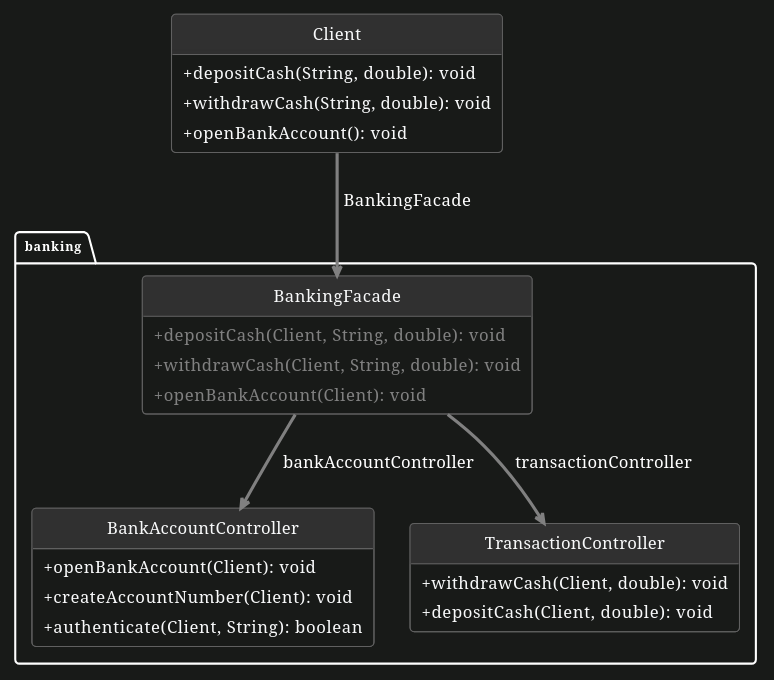 Client
+depositCash(String, double): void
+withdrawCash(String, double): void
+openBankAccount(): void
BankingFacade
banking
BankingFacade
+depositCash(Client, String, double): void
+withdrawCash(Client, String, double): void
+openBankAccount(Client): void
bankAccountController
transactionController
BankAccountController
+openBankAccount(Client): void
+createAccountNumber(Client): void
+authenticate(Client, String): boolean
TransactionController
+withdrawCash(Client, double): void
+depositCash(Client, double): void